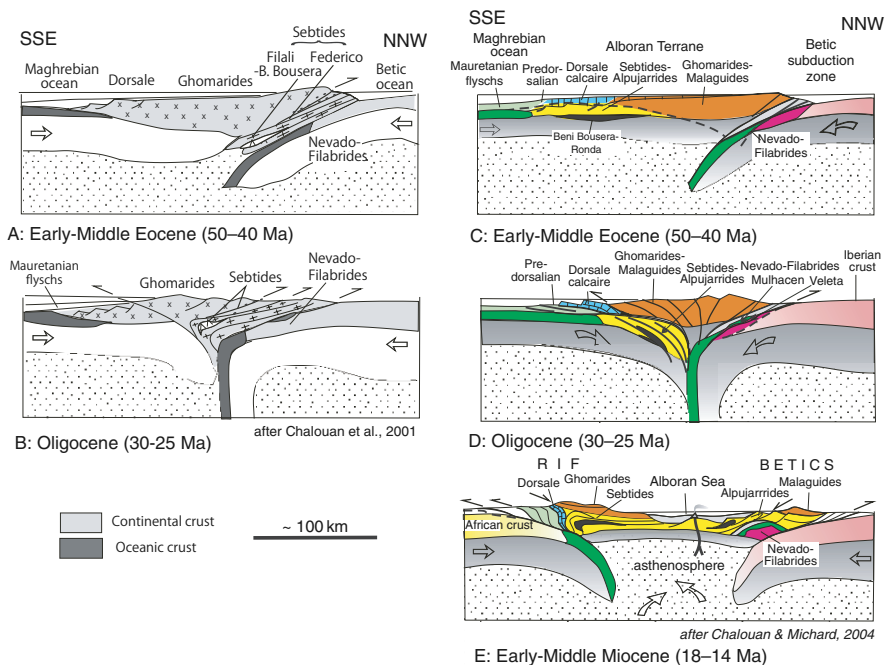 SSE
NNW
Sebtides
Filali
-B. Bousera
Federico
Maghrebian
ocean
Dorsale
Ghomarides
Betic
ocean
Nevado-
Filabrides
A: Early-Middle Eocene (50–40 Ma)
Mauretanian
flyschs
Ghomarides
Sebtides
Nevado-
Filabrides
after Chalouan et al., 2001
B: Oligocene (30-25 Ma)
Continental crust
Oceanic crust
~ 100 km
SSE
NNW
Maghrebian
ocean
Alboran Terrane
Betic
subduction
zone
Mauretanian
flyschs
Predor-
salian
Dorsale
calcaire
Sebtides-
Alpujarrides
Ghomarides-
Malaguides
Beni Bousera-
Ronda
Nevado-
Filabrides
C: Early-Middle Eocene (50–40 Ma)
Pre-
dorsalian
Dorsale
calcaire
Ghomarides-
Malaguides
Sebtides-
Alpujarrides
Nevado-Filabrides
Mulhacen
Veleta
Iberian
crust
D: Oligocene (30–25 Ma)
R I F
B E T I C S
Dorsale
Ghomarides
Sebtides
Alboran Sea
Alpujarrrides
Malaguides
African crust
Nevado-
Filabrides
asthenosphere
after Chalouan & Michard, 2004
E: Early-Middle Miocene (18–14 Ma)